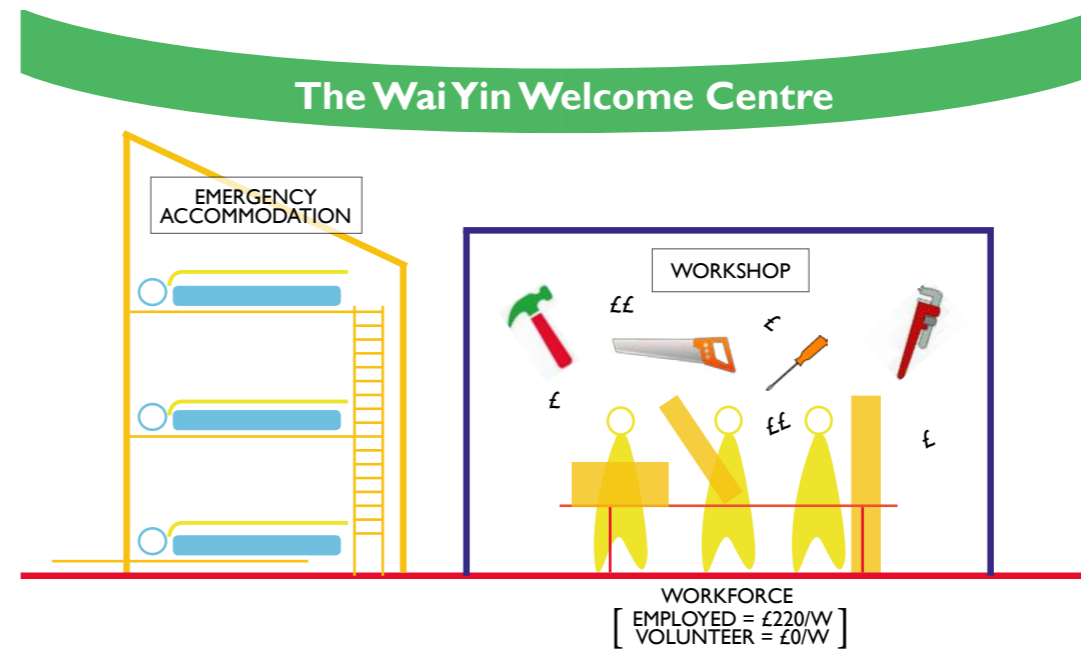 The Wai Yin Welcome Centre
EMERGENCY
ACCOMMODATION
WORKSHOP
££
£
£
££
£
WORKFORCE
[ EMPLOYED = £220/W
VOLUNTEER = £0/W ]